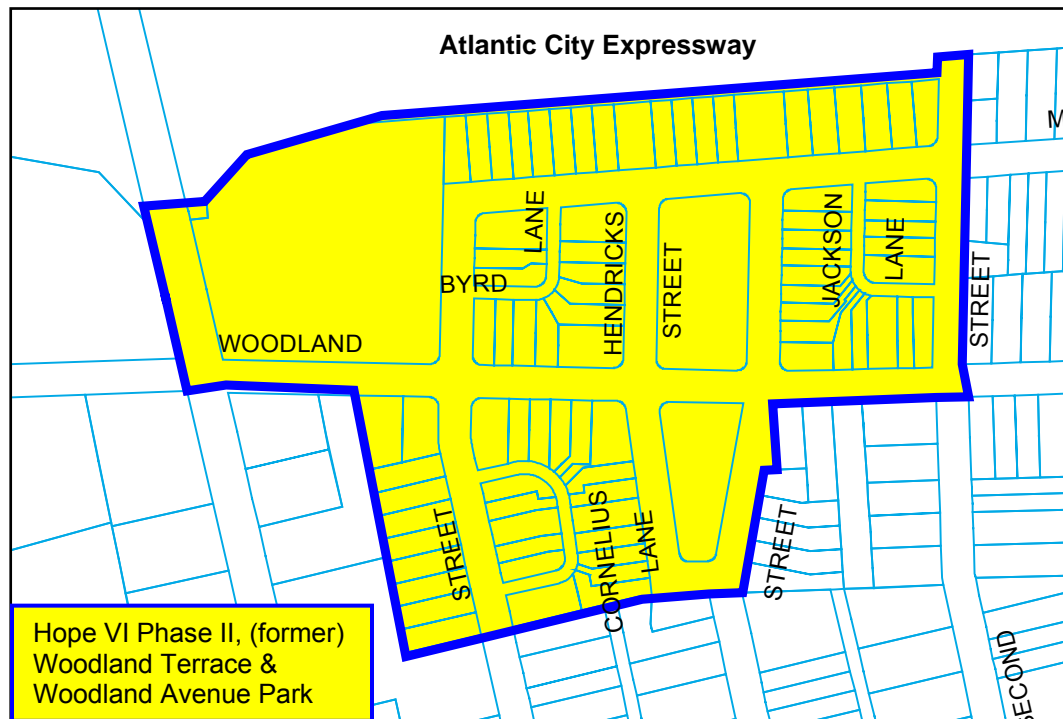 Atlantic City Expressway
M
LANE
BYRD
HENDRICKS
STREET
JACKSON
LANE
STREET
WOODLAND
STREET
CORNELIUS
LANE
STREET
SECOND
Hope VI Phase II, (former)
Woodland Terrace &
Woodland Avenue Park